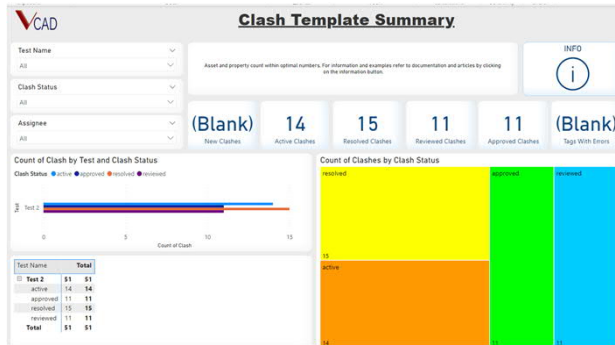 VCAD
Clash Template Summary
Test Name
All
Clash Status
All
Assignee
All
Asset and property count within optimal numbers, For information and examples refer to documentation and articles by clicking
on the information button.
INFO
i
(Blank)
New Clashes
14
Active Clashes
15
Resolved Clashes
11
Reviewed Clashes
11
Approved Clashes
(Blank)
Tags With Errors
Count of Clash by Test and Clash Status
Clash Status active approved resolved reviewed
Test
Test 2
0 5 10 15
Count of Clash
Count of Clashes by Clash Status
resolved
15
active
14
approved
11
reviewed
11
Test Name Total
Test 2 51 51
active 14 14
approved 11 11
resolved 15 15
reviewed 11 11
Total 51 51